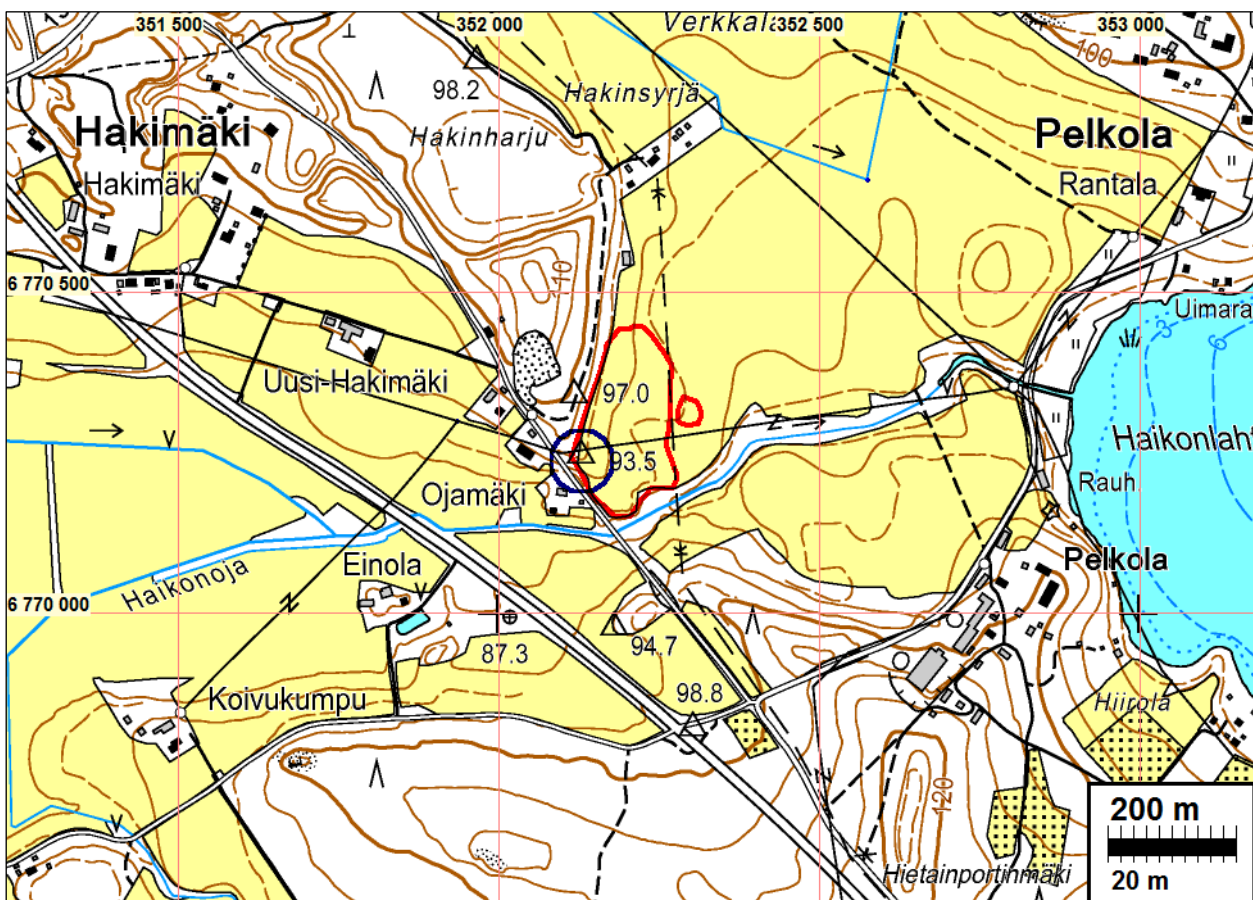 351 500
352 000
352 500
353 000
Verkkala
100
98.2
Hakinsyrjä
Hakimäki
Hakinharju
Pelkola
Hakimäki
Rantala
6 770 500
110
Uimara
3
6
Uusi-Hakimäki
97.0
93.5
Haikonlaht
Ojamäki
Rauh.
Haikonoja
Einola
Pelkola
6 770 000
87.3
94.7
98.8
Koivukumpu
Hiirola
120
200 m
20 m
Hietainportinmäki